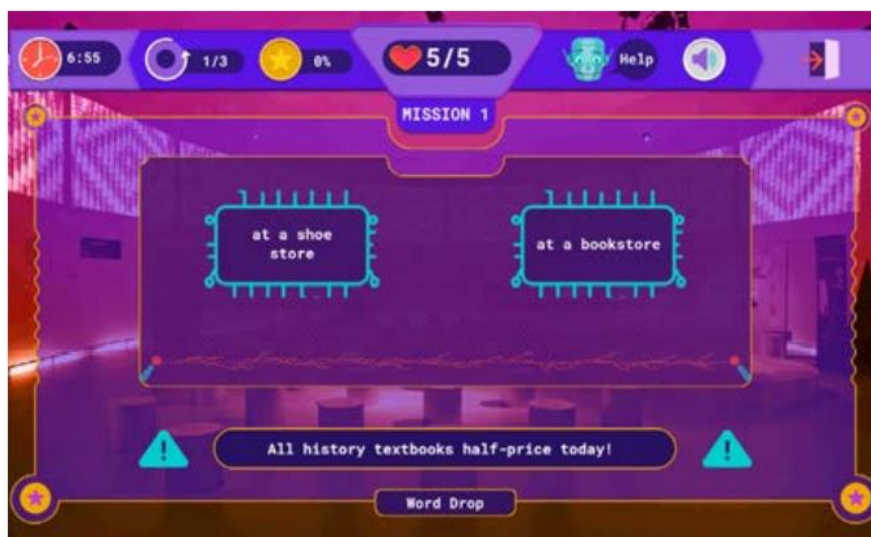 6:55
1/3
0%
5/5
Help
MISSION 1
at a shoe
store
at a bookstore
!
All history textbooks half-price today!
!
Word Drop